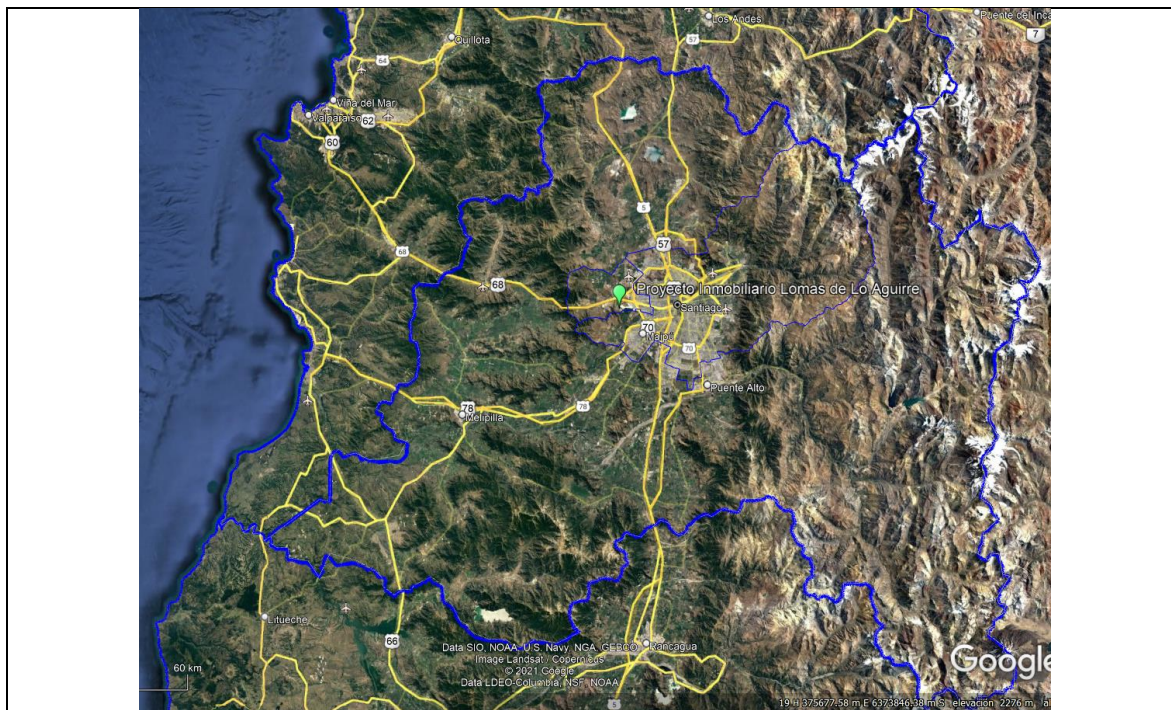 Los Andes
Puente del Inca
7
57
Quillota
64
Viña del Mar
Valparaíso
62
60
5
68
57
68
Proyecto Inmobiliario Lomas de Lo Aguirre
Santiago
70
Maipú
70
Puente Alto
78
78
Melipilla
Litueche
66
Rancagua
Data SIO, NOAA, U.S. Navy, NGA, GEBCO
Image Landsat / Copernicus
© 2021 Google
Data LDEO-Columbia, NSF, NOAA
Google
60 km
5
19 H 375677.58 m E 6373846.38 m S elevación 2276 m